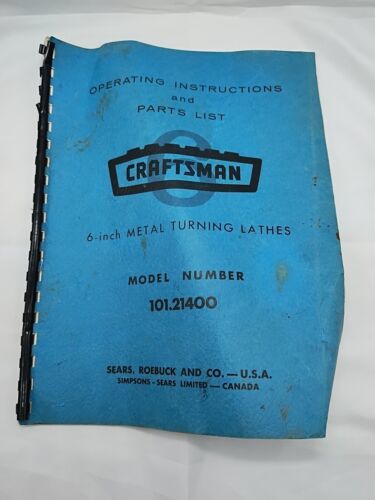 OPERATING INSTRUCTIONS
and
PARTS LIST
6
CRAFTSMAN
6-inch METAL TURNING LATHES
MODEL NUMBER
101.21400
SEARS, ROEBUCK AND CO. — U.S.A.
SIMPSONS - SEARS LIMITED — CANADA